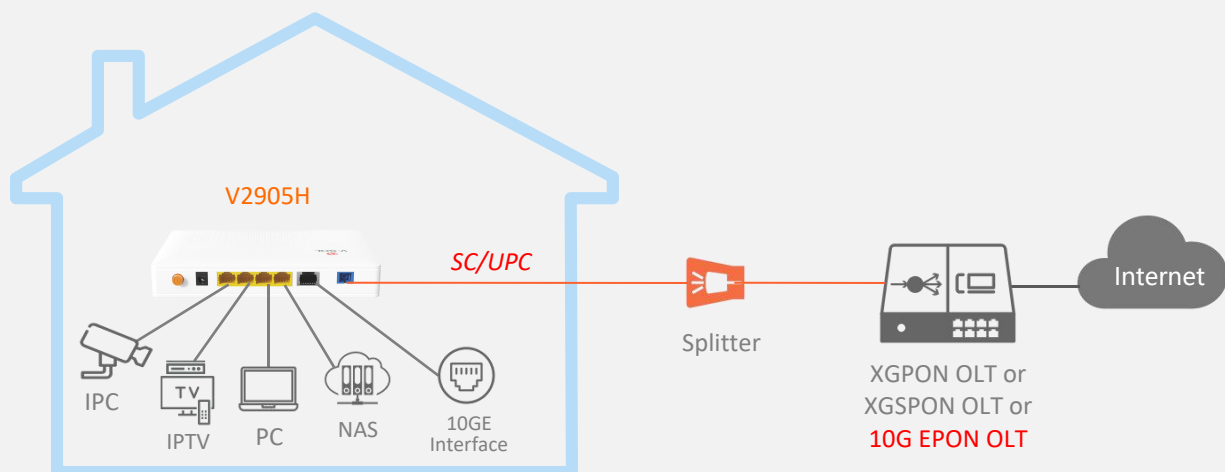 V2905H
SC/UPC
Internet
Splitter
XGPON OLT or
XGSPON OLT or
10G EPON OLT
IPC
TV
IPTV
PC
NAS
10GE
Interface